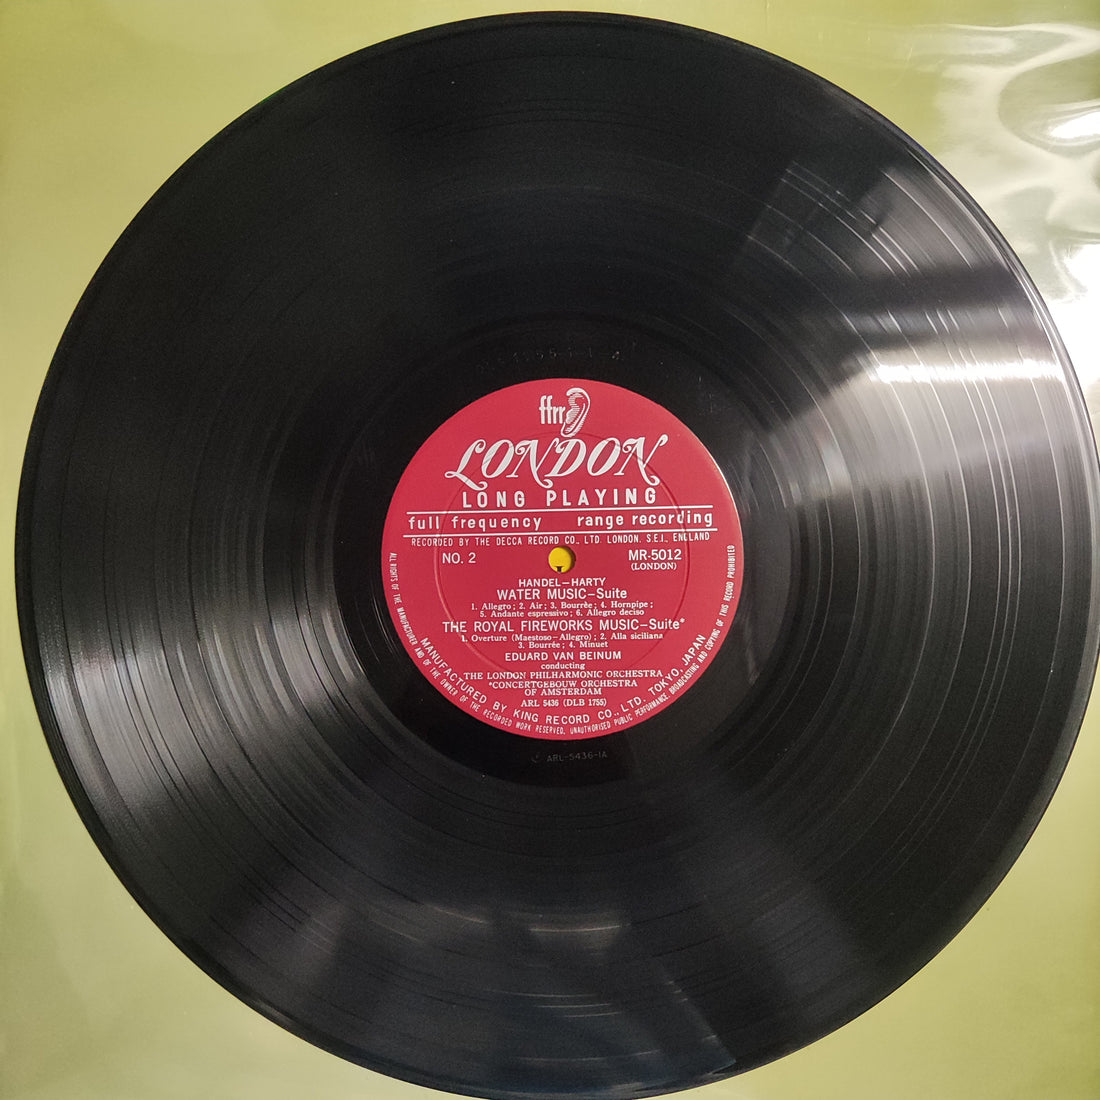 ffrr
LONDON
LONG PLAYING
full frequency range recording
RECORDED BY THE DECCA RECORD CO., LTD. LONDON. S.E.I., ENGLAND
NO. 2
MR-5012
(LONDON)
HANDEL—HARTY
WATER MUSIC—Suite
1. Allegro; 2. Air; 3. Bourrêe; 4. Hornpipe;
5. Andante espressivo; 6. Allegro deciso
THE ROYAL FIREWORKS MUSIC—Suite*
1. Overture (Maestoso—Allegro); 2. Alla siciliana
3. Bourrée; 4. Minuet
EDUARD VAN BEINUM
conducting
THE LONDON PHILHARMONIC ORCHESTRA
*CONCERTGEBOUW ORCHESTRA
OF AMSTERDAM
ARL 5436 (DLB 1755)
MANUFACTURED BY KING RECORD CO., LTD. TOKYO, JAPAN
ALL RIGHTS OF THE MANUFACTURER AND OF THE OWNER OF THE RECORDED WORK RESERVED. UNAUTHORISED PUBLIC PERFORMANCE, BROADCASTING AND COPYING OF THIS RECORD PROHIBITED
ARL-5436-1A